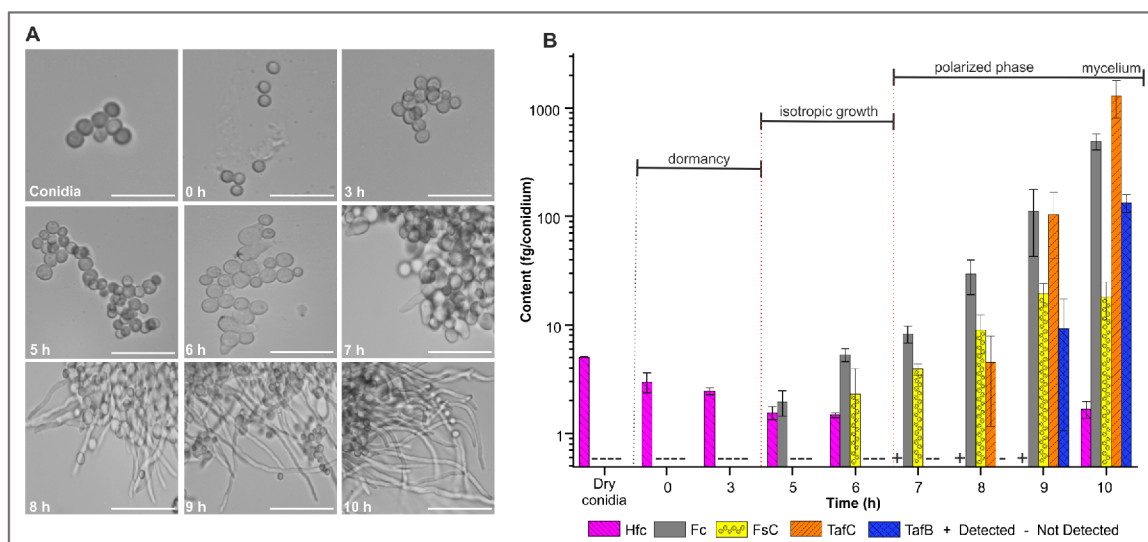 A
Conidia
0 h
3 h
5 h
6 h
7 h
8 h
9 h
10 h
B
Content (fg/conidium)
1000
100
10
1
dormancy
isotropic growth
polarized phase
mycelium
---- ---- ---- --- -- + -- + - +
Dry conidia
0
3
5
6
7
8
9
10
Time (h)
Hfc Fc FsC TafC TafB + Detected - Not Detected